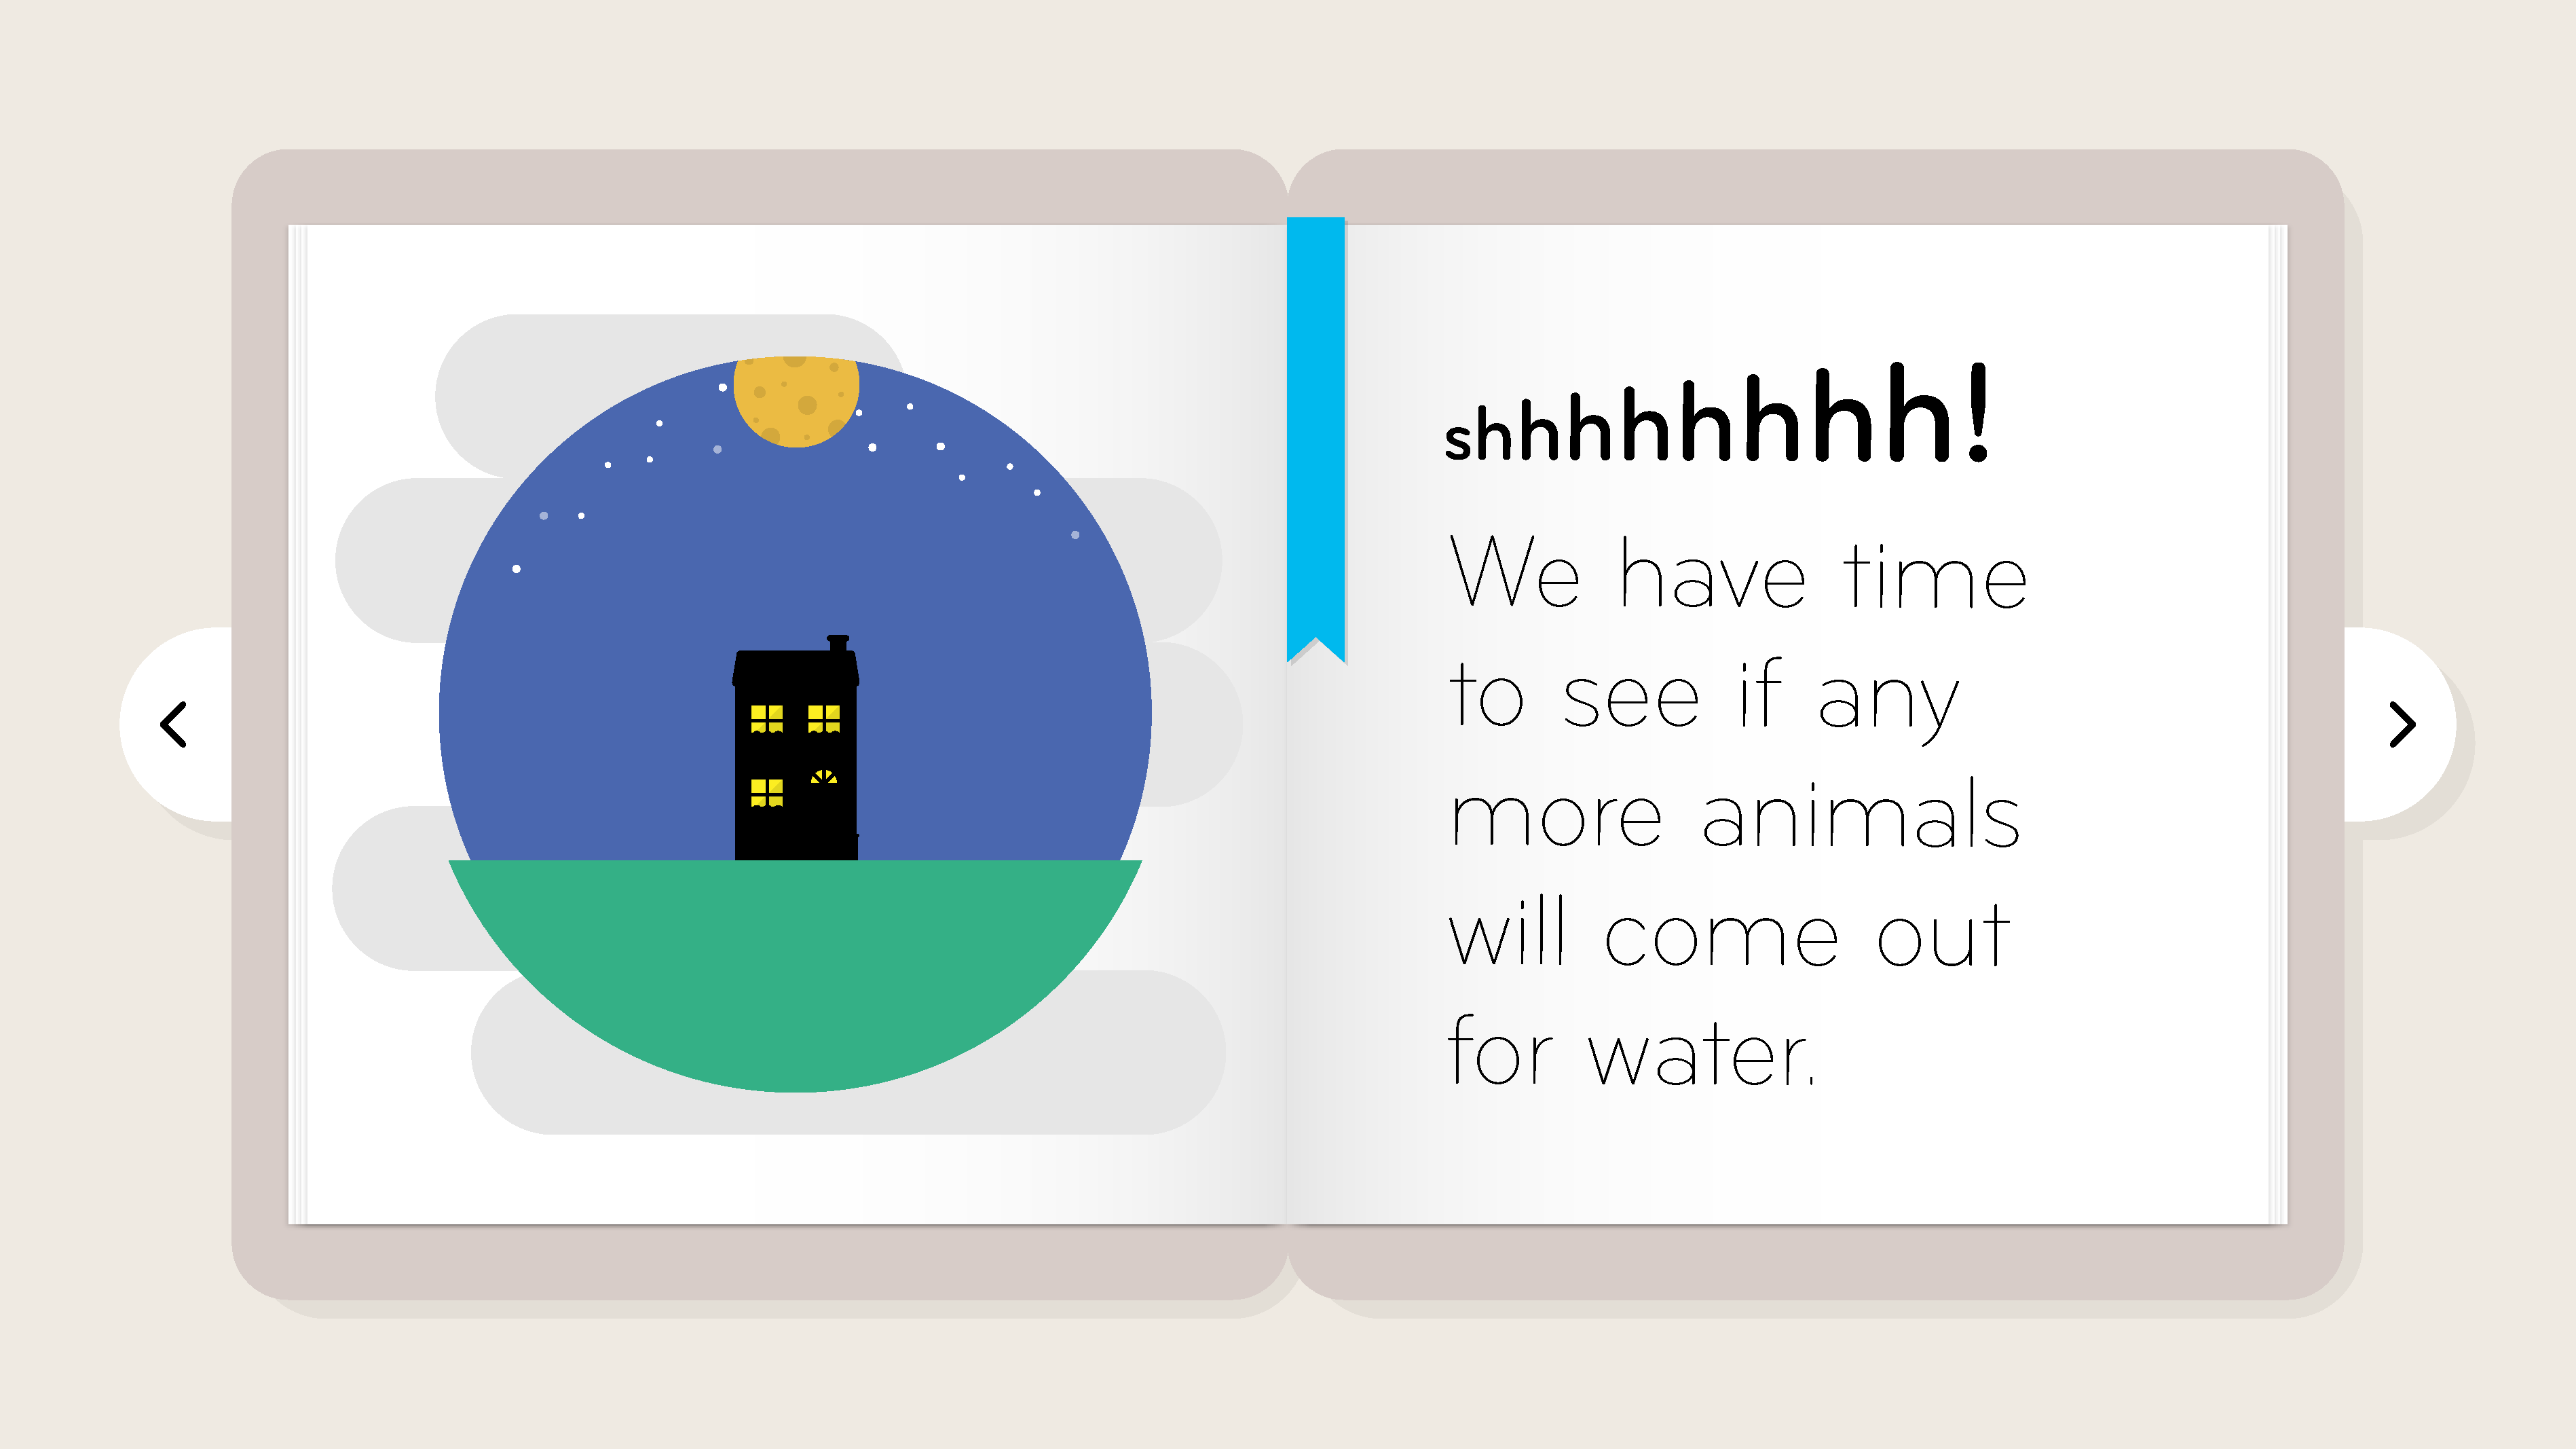 shhhhhhhh!
We have time
to see if any
more animals
will come out
for water.